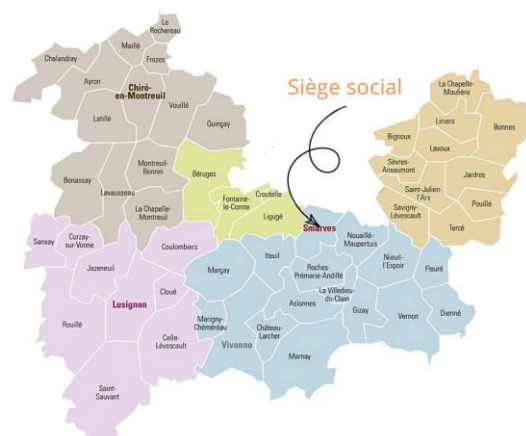 Le
Rochereau
Maillé
Chalandray
Frozes
Ayron
Chiré-
en-Montreuil
Vouillé
Latillé
Quinçay
Siège social
La Chapelle-
Moulière
Liniers
Bonnes
Bignoux
Lavoux
Sèvres-
Anxaumont
Jardres
Saint-Julien-
l'Ars
Pouillé
Savigny-
Lévescault
Tercé
Benassay
Montreuil-
Bonnin
Lavausseau
La Chapelle-
Montreuil
Béruges
Croutelle
Fontaine-
le-Comte
Ligugé
Smarves
Nouaillé-
Maupertuis
Sanxay
Curzay-
sur-Vonne
Coulombiers
Jazeneuil
Cloué
Lusignan
Rouillé
Celle-
Lévescault
Saint-
Sauvant
Iteuil
Marçay
Roches-
Prémarie-Andillé
Nieuil-
l'Espoir
Fleuré
La Villedieu-
du-Clain
Aslonnes
Marigny-
Chémereau
Château-
Larcher
Gizay
Vernon
Dienné
Vivonne
Marnay